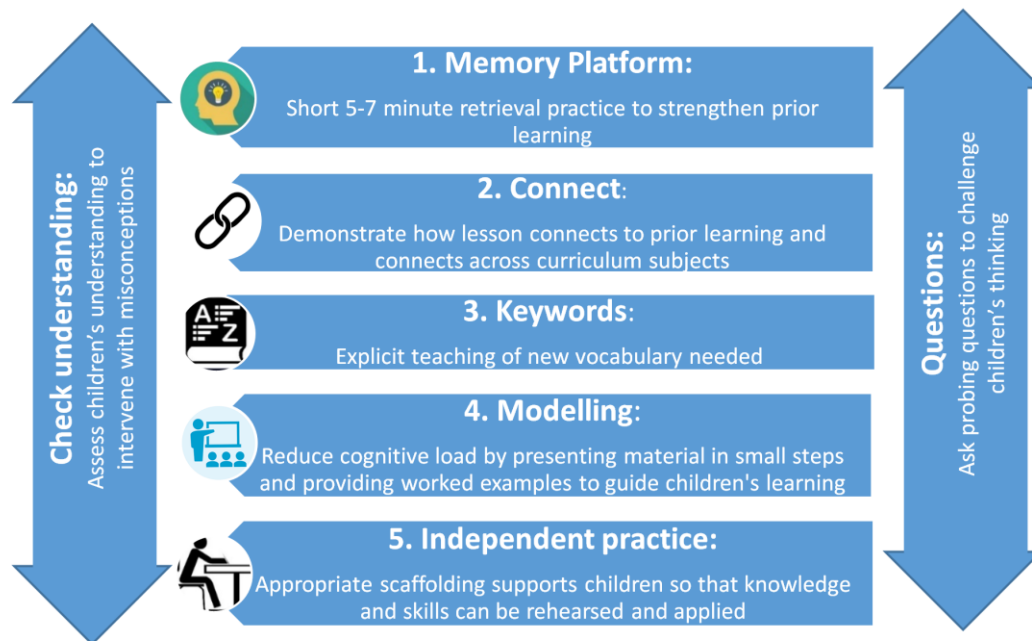 Check understanding:
Assess children's understanding to
intervene with misconceptions
1. Memory Platform:
Short 5-7 minute retrieval practice to strengthen prior
learning
2. Connect:
Demonstrate how lesson connects to prior learning and
connects across curriculum subjects
A
Z
3. Keywords:
Explicit teaching of new vocabulary needed
4. Modelling:
Reduce cognitive load by presenting material in small steps
and providing worked examples to guide children's learning
5. Independent practice:
Appropriate scaffolding supports children so that knowledge
and skills can be rehearsed and applied
Questions:
Ask probing questions to challenge
children's thinking